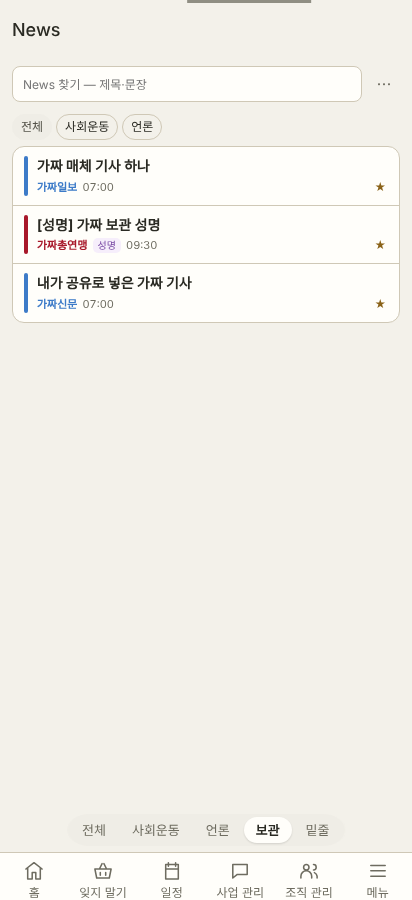 News
News 찾기 — 제목·문장
···
전체 사회운동 언론
가짜 매체 기사 하나
가짜일보 07:00 ★
[성명] 가짜 보관 성명
가짜총연맹 성명 09:30 ★
내가 공유로 넣은 가짜 기사
가짜신문 07:00 ★
전체 사회운동 언론 보관 밑줄
홈 잊지 말기 일정 사업 관리 조직 관리 메뉴